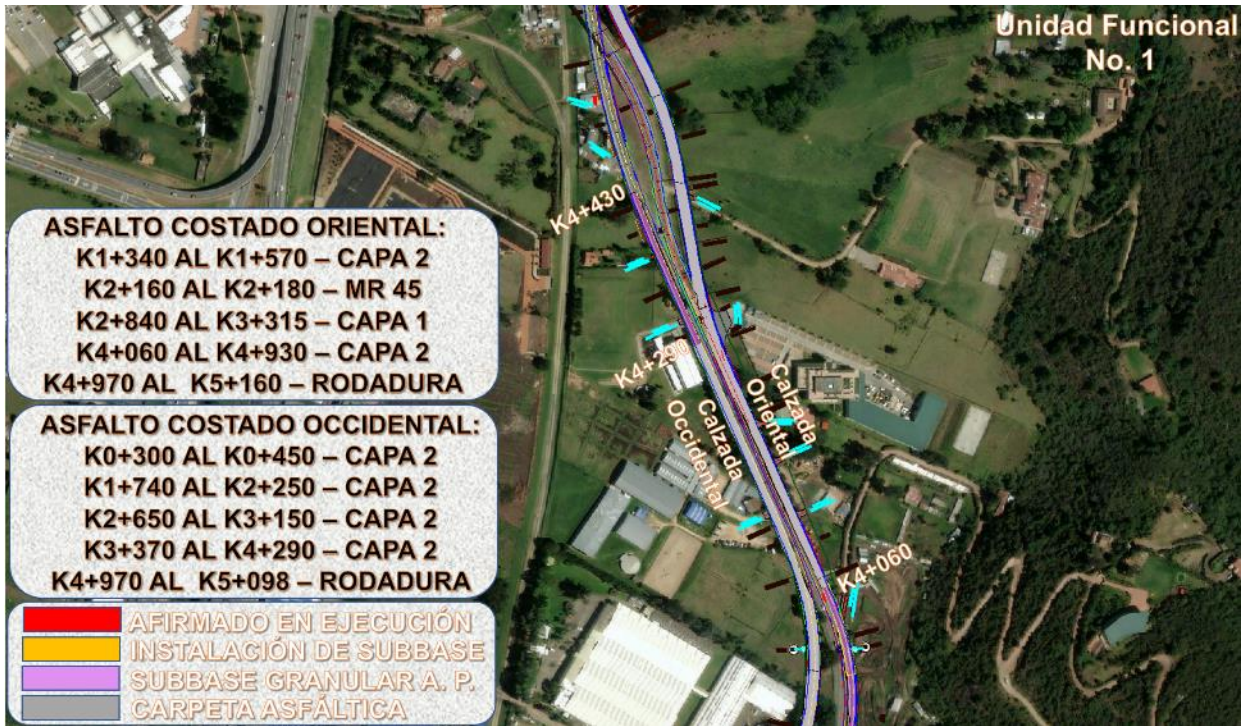 Unidad Funcional
No. 1
K4+430
ASFALTO COSTADO ORIENTAL:
K1+340 AL K1+570 – CAPA 2
K2+160 AL K2+180 – MR 45
K2+840 AL K3+315 – CAPA 1
K4+060 AL K4+930 – CAPA 2
K4+970 AL K5+160 – RODADURA
K4+290
Calzada
Oriental
Calzada
Occidental
ASFALTO COSTADO OCCIDENTAL:
K0+300 AL K0+450 – CAPA 2
K1+740 AL K2+250 – CAPA 2
K2+650 AL K3+150 – CAPA 2
K3+370 AL K4+290 – CAPA 2
K4+970 AL K5+098 – RODADURA
K4+060
AFIRMADO EN EJECUCIÓN
INSTALACIÓN DE SUBBASE
SUBBASE GRANULAR A. P.
CARPETA ASFÁLTICA